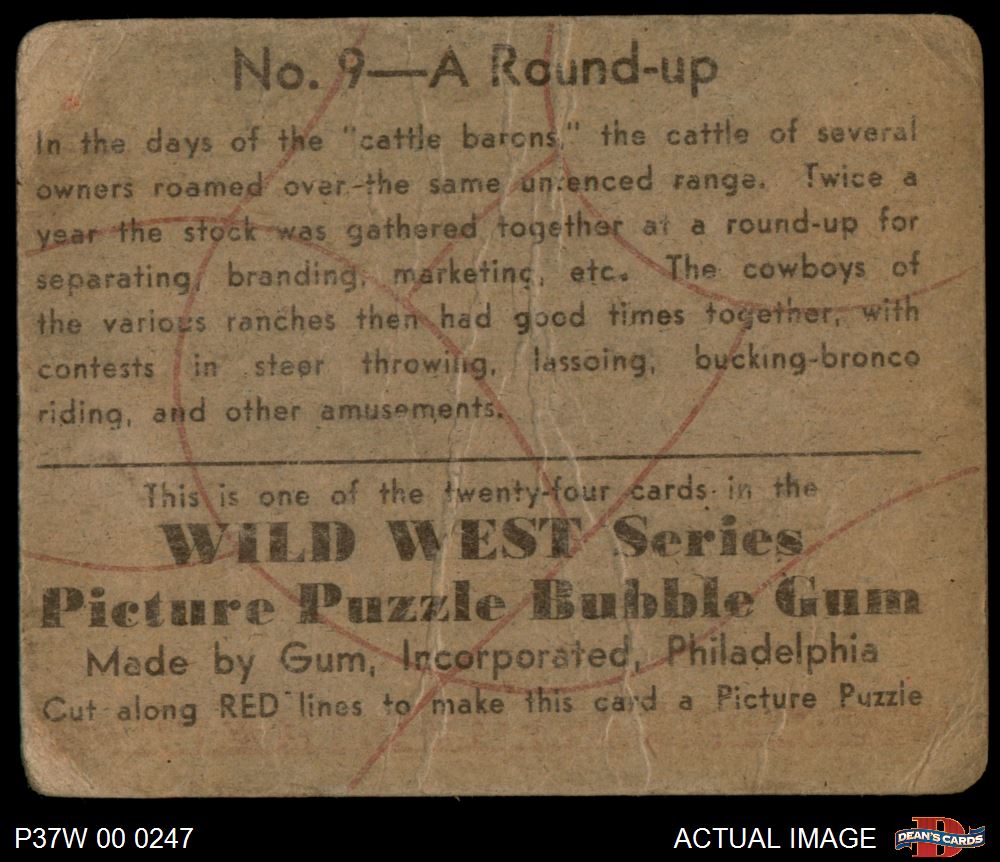 No. 9—A Round-up
In the days of the "cattle barons," the cattle of several
owners roamed over the same unfenced range. Twice a
year the stock was gathered together at a round-up for
separating, branding, marketing, etc. The cowboys of
the various ranches then had good times together, with
contests in steer throwing, lassoing, bucking-bronco
riding, and other amusements.
This is one of the twenty-four cards in the
WILD WEST Series
Picture Puzzle Bubble Gum
Made by Gum, Incorporated, Philadelphia
Cut along RED lines to make this card a Picture Puzzle
P37W 00 0247
ACTUAL IMAGE
D
DEAN'S CARDS